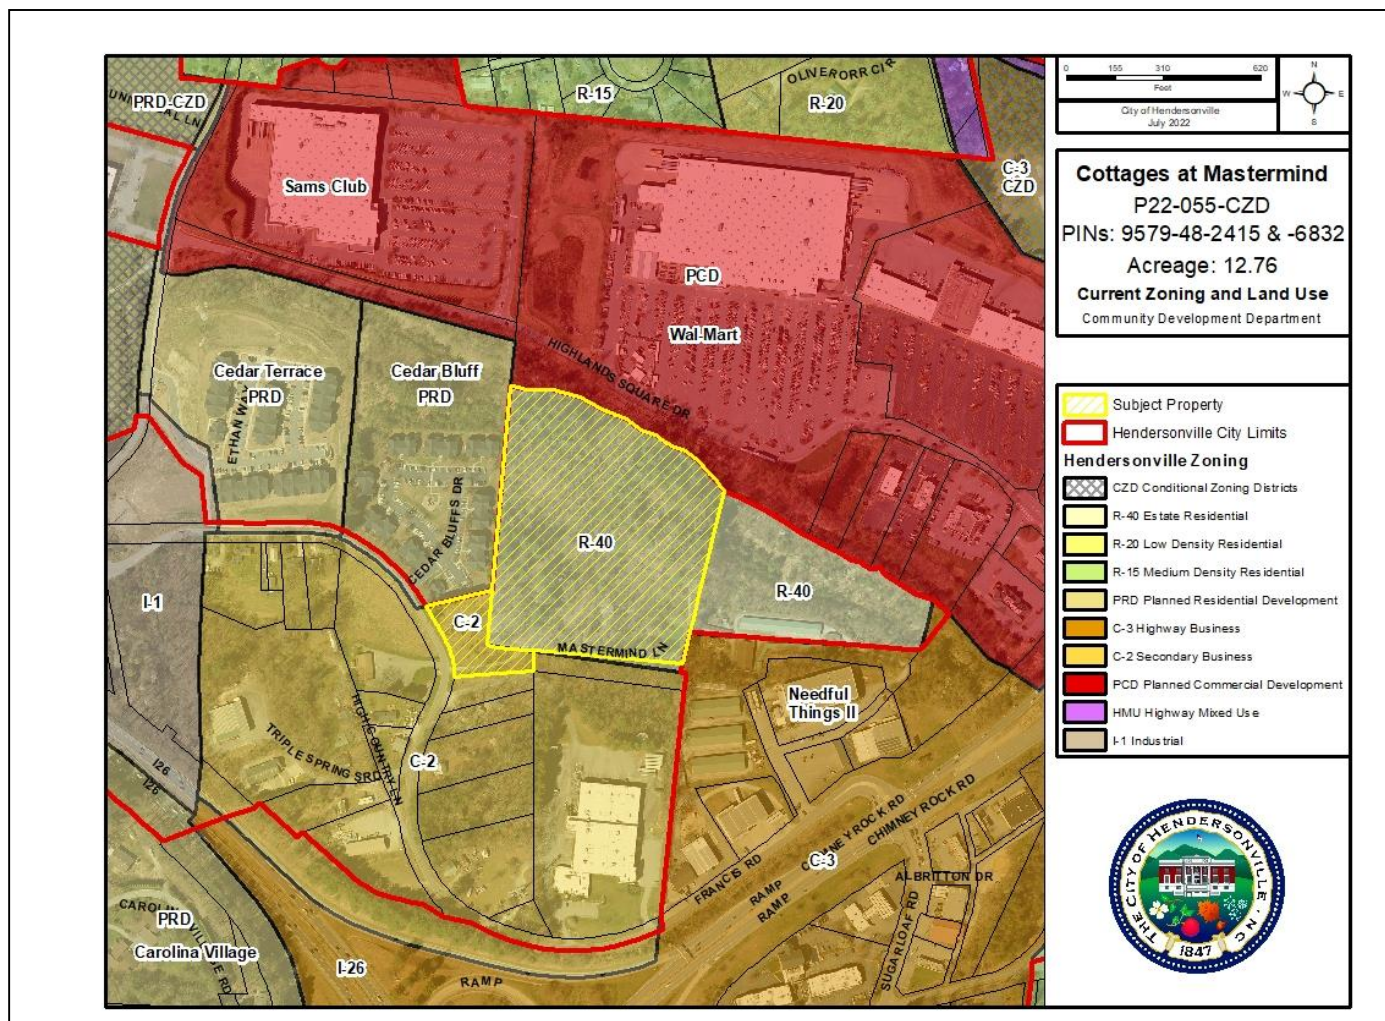 PRD-CZD
R-15
OLIVER ORR CIR
R-20
C-3
CZD
Sams Club
PCD
Wal-Mart
HIGHLANDS SQUARE DR
Cedar Terrace
PRD
ETHAN WAY
Cedar Bluff
PRD
CEDAR BLUFFS DR
R-40
R-40
I-1
C-2
MASTERMIND LN
Needful
Things II
HIGH COUNTRY LN
TRIPLE SPRINGS RD
C-2
I26
I26
CHIMNEY ROCK RD
CHIMNEY ROCK RD
C-3
FRANCIS RD
RAMP
RAMP
ALBRITTON DR
SUGARLOAF RD
PRD
Carolina Village
I-26
RAMP
0 155 310 620
Feet
City of Hendersonville
July 2022
N
W E
S
Cottages at Mastermind
P22-055-CZD
PINs: 9579-48-2415 & -6832
Acreage: 12.76
Current Zoning and Land Use
Community Development Department
Subject Property
Hendersonville City Limits
Hendersonville Zoning
CZD Conditional Zoning Districts
R-40 Estate Residential
R-20 Low Density Residential
R-15 Medium Density Residential
PRD Planned Residential Development
C-3 Highway Business
C-2 Secondary Business
PCD Planned Commercial Development
HMU Highway Mixed Use
I-1 Industrial
THE CITY OF HENDERSONVILLE, NC
1847